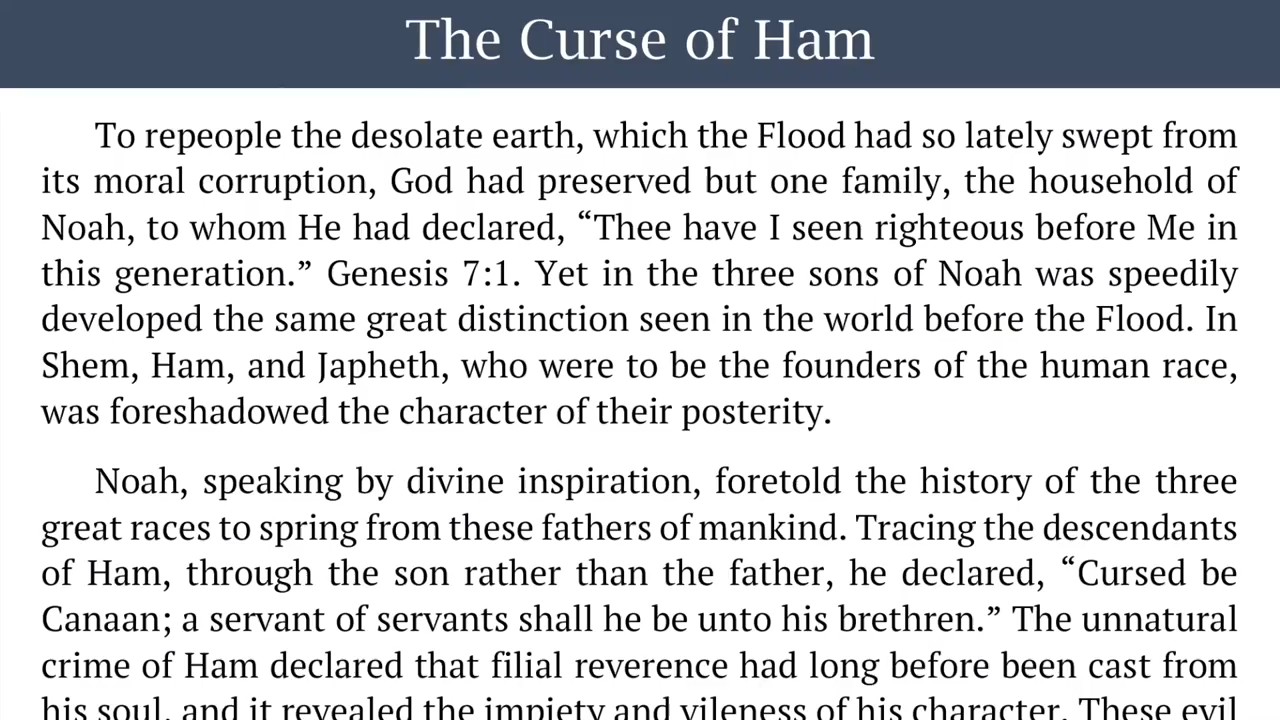 The Curse of Ham
To repeople the desolate earth, which the Flood had so lately swept from
its moral corruption, God had preserved but one family, the household of
Noah, to whom He had declared, “Thee have I seen righteous before Me in
this generation.” Genesis 7:1. Yet in the three sons of Noah was speedily
developed the same great distinction seen in the world before the Flood. In
Shem, Ham, and Japheth, who were to be the founders of the human race,
was foreshadowed the character of their posterity.
Noah, speaking by divine inspiration, foretold the history of the three
great races to spring from these fathers of mankind. Tracing the descendants
of Ham, through the son rather than the father, he declared, “Cursed be
Canaan; a servant of servants shall he be unto his brethren.” The unnatural
crime of Ham declared that filial reverence had long before been cast from
his soul, and it revealed the impiety and vileness of his character. These evil